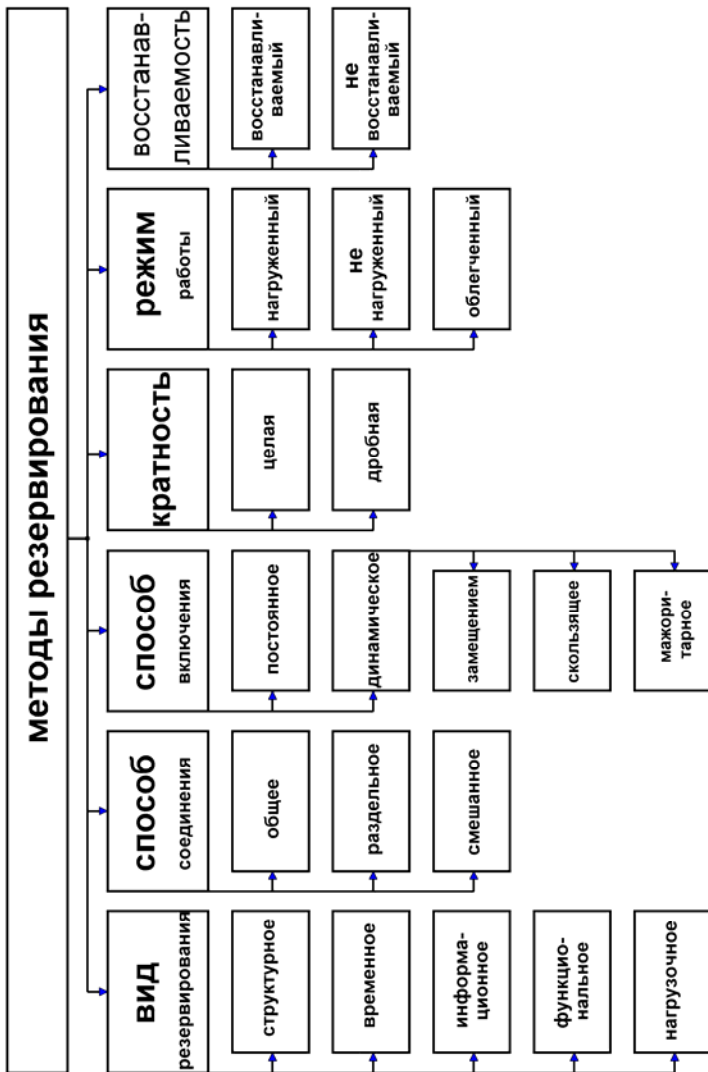 методы резервирования
вид
резервирования
структурное
временное
информа-
ционное
функцио-
нальное
нагрузочное
способ
соединения
общее
раздельное
смешанное
способ
включения
постоянное
динамическое
замещением
скользящее
мажори-
тарное
кратность
целая
дробная
режим
работы
нагруженный
не
нагруженный
облегченный
восстанав-
ливаемость
восстанавли-
ваемый
не
восстанавли-
ваемый